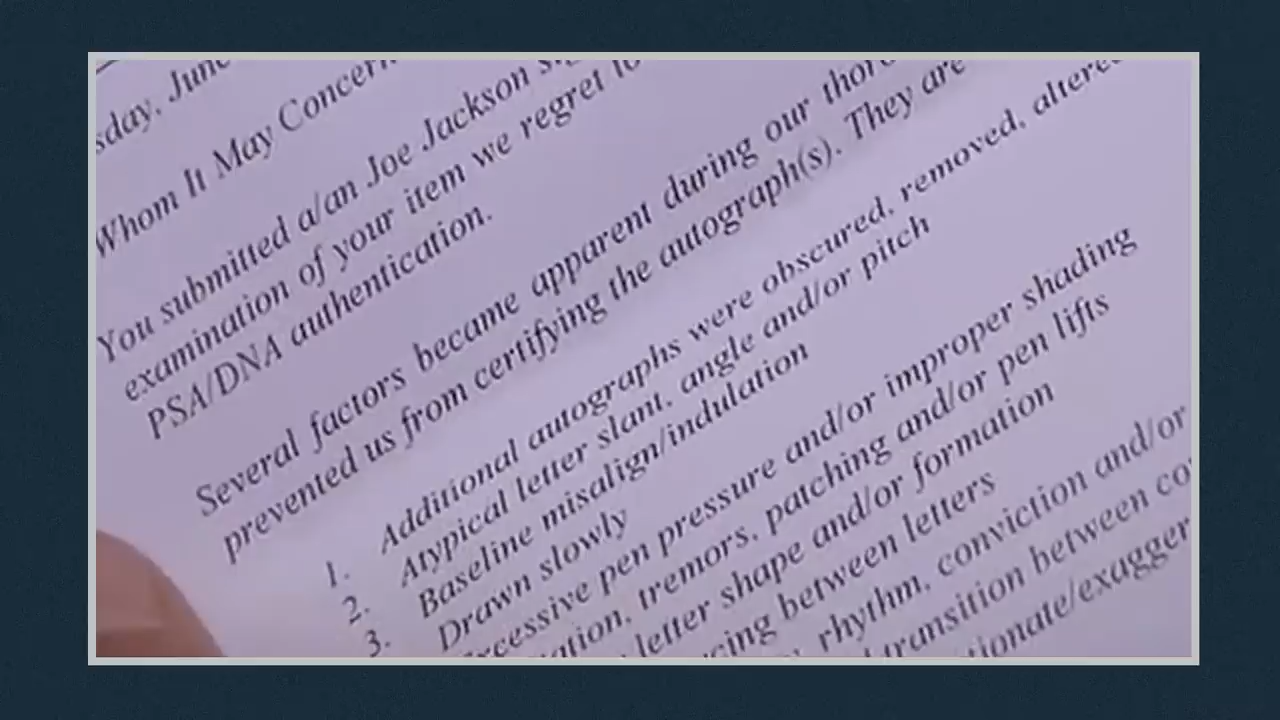 sday, June
Whom It May Concern
You submitted a/an Joe Jackson
examination of your item we regret to
PSA/DNA authentication.
Several factors became apparent during our
prevented us from certifying the autograph(s). They are
1. Additional autographs were obscured, removed, altered
2. Atypical letter slant, angle and/or pitch
3. Baseline misalign/indulation
Drawn slowly
Excessive pen pressure and/or improper shading
tremors, patching and/or pen lifts
letter shape and/or formation
between letters
rhythm, conviction and/or
transition between